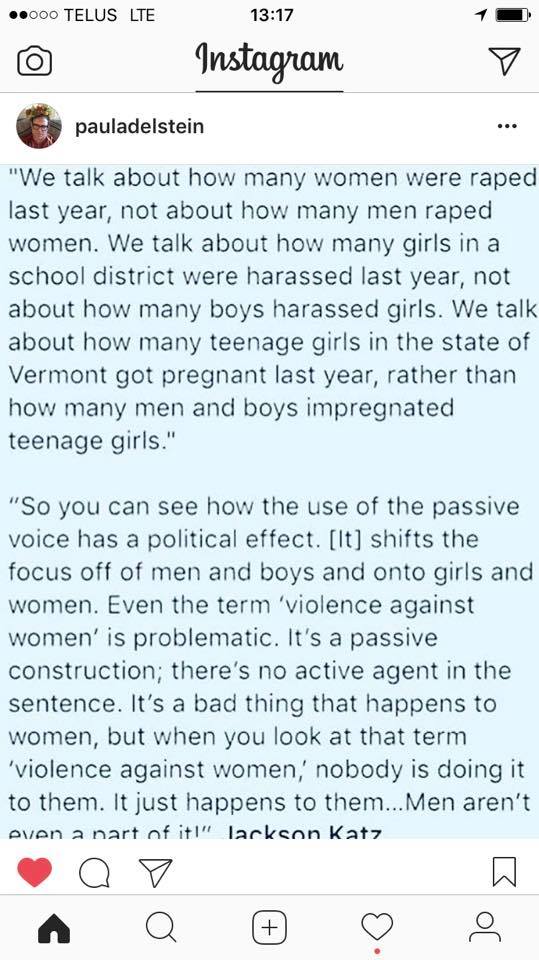 TELUS LTE 13:17
Instagram
pauladelstein
"We talk about how many women were raped
last year, not about how many men raped
women. We talk about how many girls in a
school district were harassed last year, not
about how many boys harassed girls. We talk
about how many teenage girls in the state of
Vermont got pregnant last year, rather than
how many men and boys impregnated
teenage girls."
“So you can see how the use of the passive
voice has a political effect. [It] shifts the
focus off of men and boys and onto girls and
women. Even the term ‘violence against
women’ is problematic. It’s a passive
construction; there’s no active agent in the
sentence. It’s a bad thing that happens to
women, but when you look at that term
‘violence against women,’ nobody is doing it
to them. It just happens to them...Men aren’t
even a part of it!” Jackson Katz